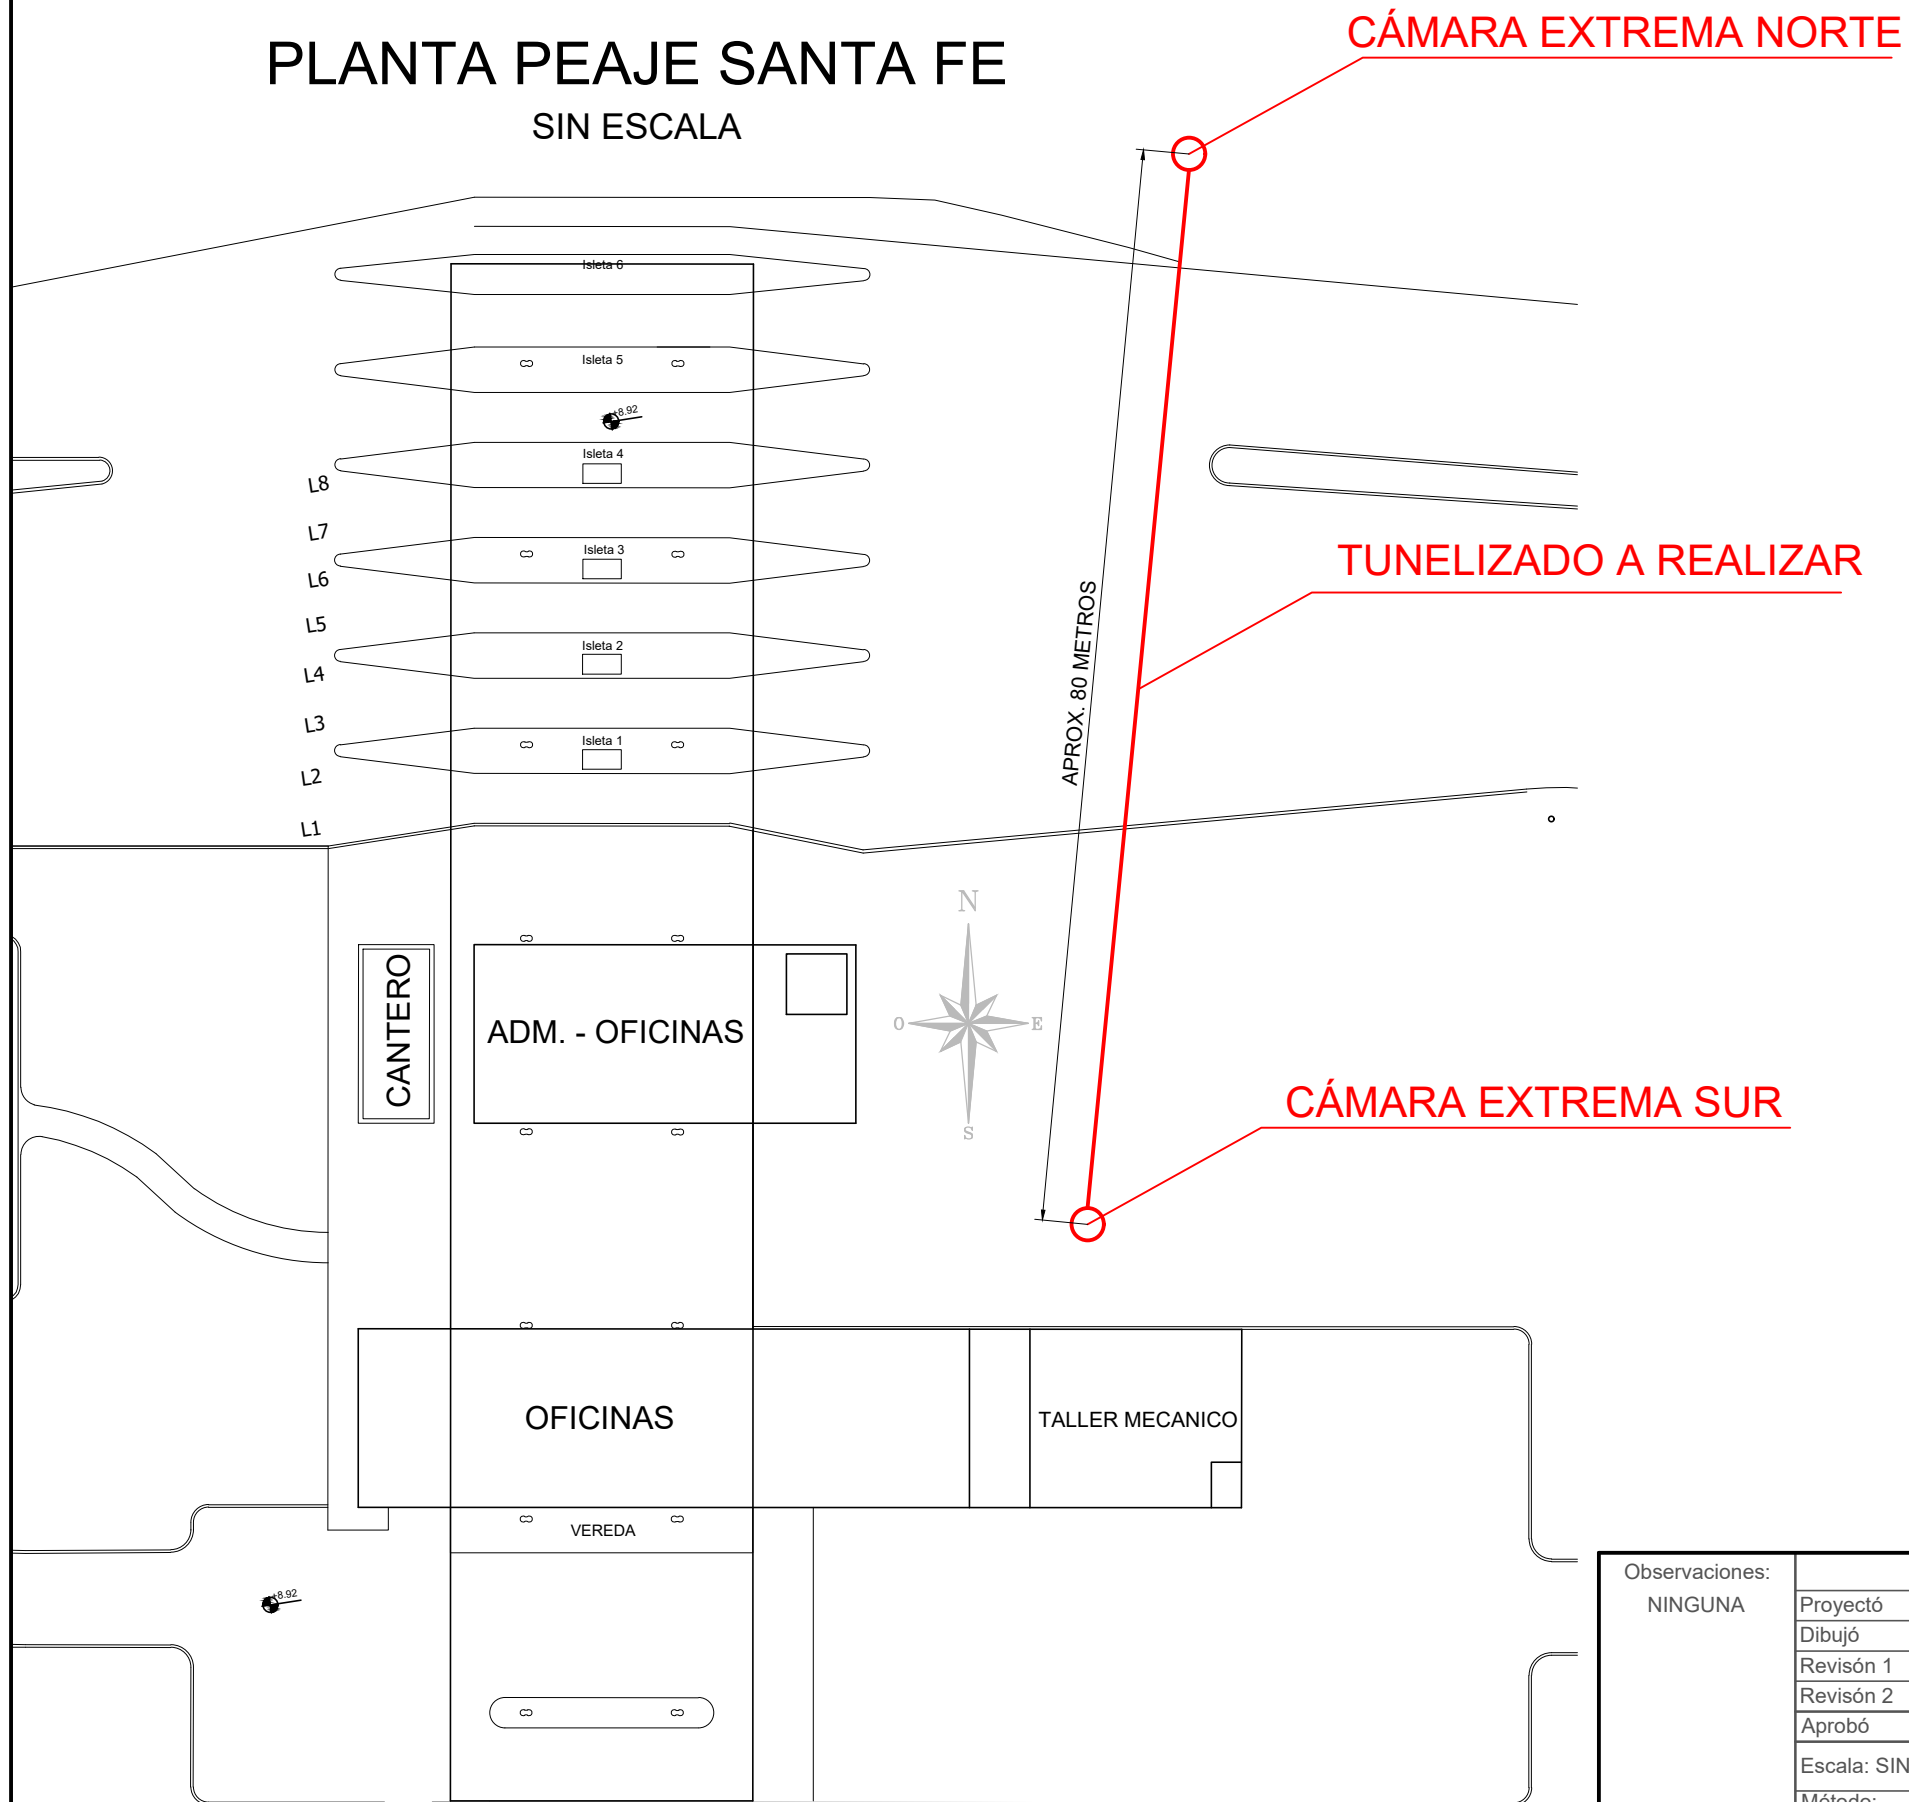 PLANTA PEAJE SANTA FE
SIN ESCALA
CÁMARA EXTREMA NORTE
Isleta 6
Isleta 5
+8.92
Isleta 4
L8
L7
Isleta 3
L6
L5
Isleta 2
L4
L3
Isleta 1
L2
L1
TUNELIZADO A REALIZAR
APROX. 80 METROS
N
O
E
S
CANTERO
ADM. - OFICINAS
CÁMARA EXTREMA SUR
OFICINAS
TALLER MECANICO
VEREDA
+8.92
Observaciones:
NINGUNA
Proyectó
Dibujó
Revisón 1
Revisón 2
Aprobó
Escala: SIN
Método: